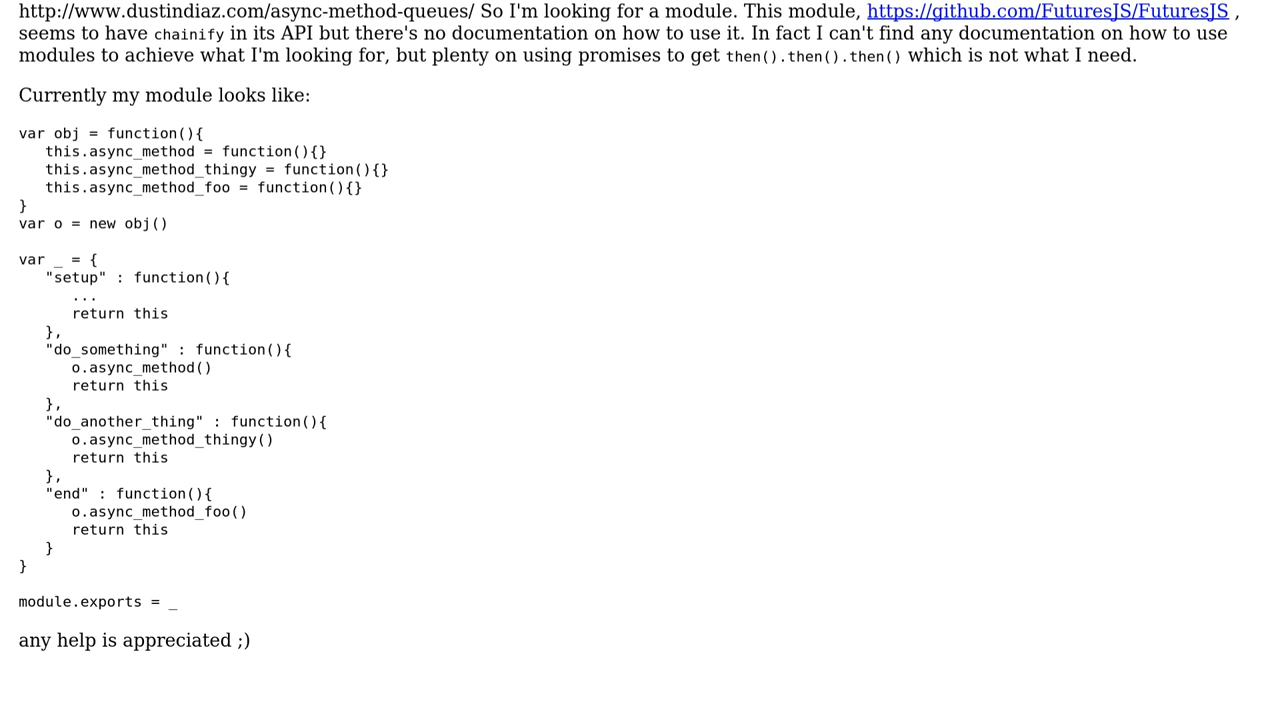 http://www.dustindiaz.com/async-method-queues/ So I'm looking for a module. This module, https://github.com/FuturesJS/FuturesJS ,
seems to have chainify in its API but there's no documentation on how to use it. In fact I can't find any documentation on how to use
modules to achieve what I'm looking for, but plenty on using promises to get then().then().then() which is not what I need.
Currently my module looks like:
var obj = function(){
   this.async_method = function(){}
   this.async_method_thingy = function(){}
   this.async_method_foo = function(){}
}
var o = new obj()

var _ = {
   "setup" : function(){
      ...
      return this
   },
   "do_something" : function(){
      o.async_method()
      return this
   },
   "do_another_thing" : function(){
      o.async_method_thingy()
      return this
   },
   "end" : function(){
      o.async_method_foo()
      return this
   }
}

module.exports = _
any help is appreciated ;)